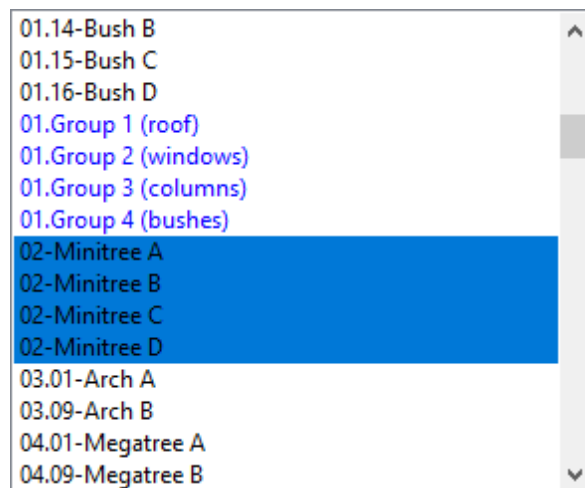 01.14-Bush B
01.15-Bush C
01.16-Bush D
01.Group 1 (roof)
01.Group 2 (windows)
01.Group 3 (columns)
01.Group 4 (bushes)
02-Minitree A
02-Minitree B
02-Minitree C
02-Minitree D
03.01-Arch A
03.09-Arch B
04.01-Megatree A
04.09-Megatree B